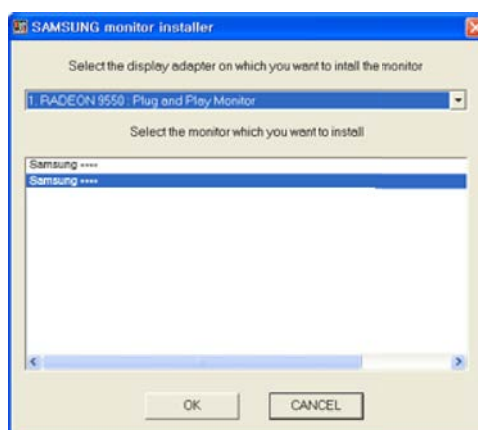 SAMSUNG monitor installer
Select the display adapter on which you want to intall the monitor
1. RADEON 9550 : Plug and Play Monitor
Select the monitor which you want to install
Samsung ****
Samsung ****
OK
CANCEL